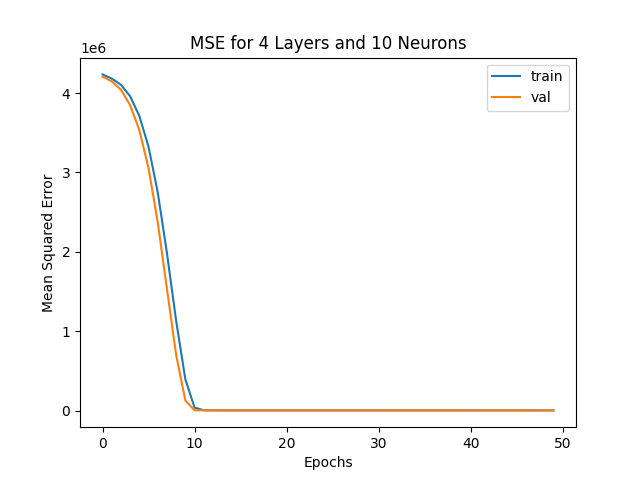 MSE for 4 Layers and 10 Neurons
1e6
train
val
4
3
2
1
0
Mean Squared Error
0 10 20 30 40 50
Epochs